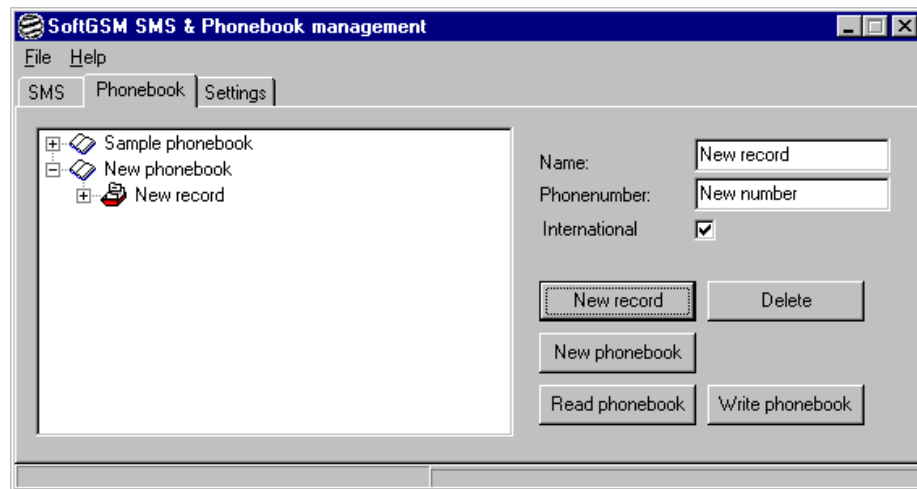 SoftGSM SMS & Phonebook management
File Help
SMS Phonebook Settings
Sample phonebook
New phonebook
New record
Name: New record
Phonenumber: New number
International
New record Delete
New phonebook
Read phonebook Write phonebook